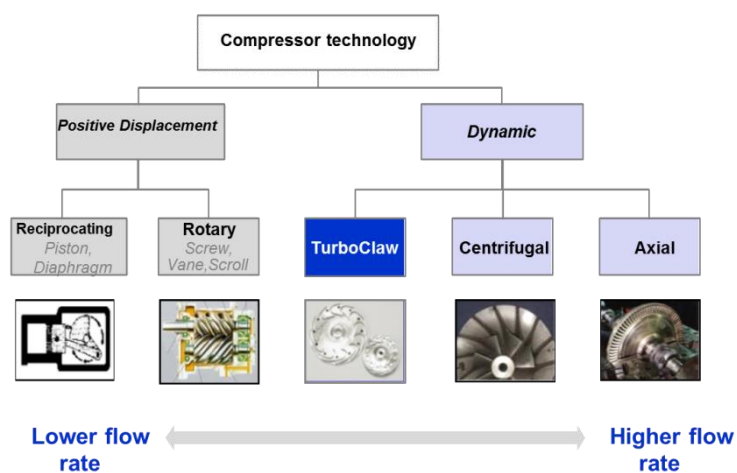 Compressor technology
Positive Displacement
Dynamic
Reciprocating
Piston,
Diaphragm
Rotary
Screw,
Vane,Scroll
TurboClaw
Centrifugal
Axial
Lower flow
rate
Higher flow
rate